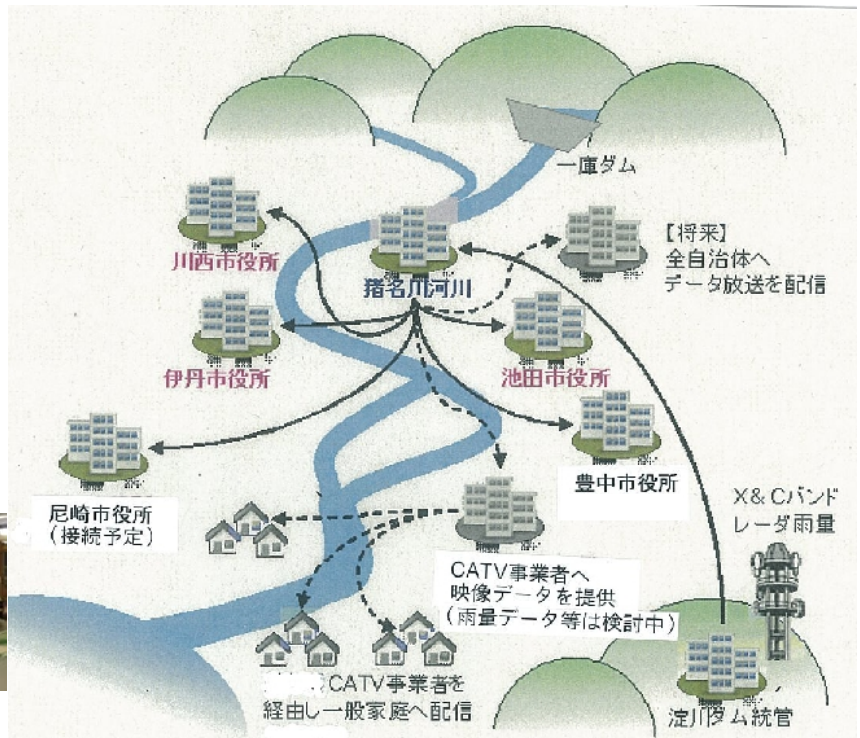 一庫ダム
【将来】
全自治体へ
データ放送を配信
川西市役所
猪名川河川
伊丹市役所
池田市役所
豊中市役所
尼崎市役所
(接続予定)
X&Cバンド
レーダ雨量
CATV事業者へ
映像データを提供
(雨量データ等は検討中)
CATV事業者を
経由し一般家庭へ配信
淀川ダム統管